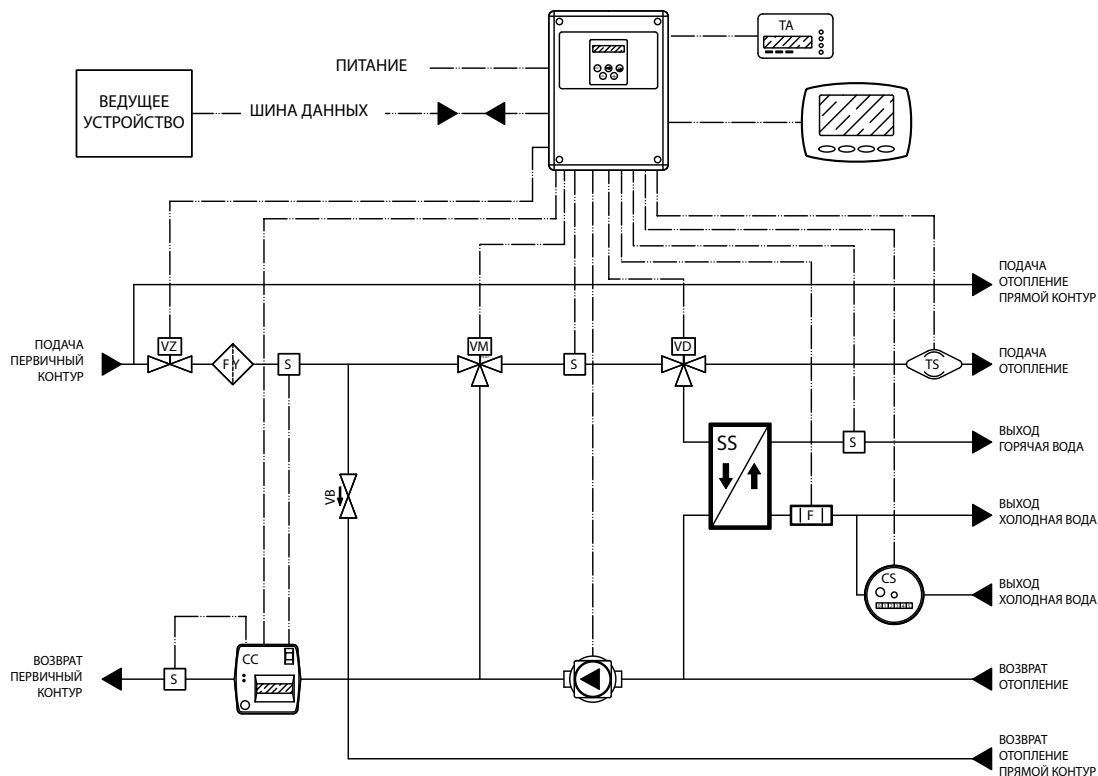 TA
ПИТАНИЕ
ВЕДУЩЕЕ
УСТРОЙСТВО
ШИНА ДАННЫХ
ПОДАЧА
ОТОПЛЕНИЕ
ПРЯМОЙ КОНТУР
ПОДАЧА
ПЕРВИЧНЫЙ
КОНТУР
VZ
FY
S
VM
S
VD
TS
ПОДАЧА
ОТОПЛЕНИЕ
SS
S
ВЫХОД
ГОРЯЧАЯ ВОДА
VB
F
ВЫХОД
ХОЛОДНАЯ ВОДА
CS
ВЫХОД
ХОЛОДНАЯ ВОДА
ВОЗВРАТ
ПЕРВИЧНЫЙ
КОНТУР
S
CC
ВОЗВРАТ
ОТОПЛЕНИЕ
ВОЗВРАТ
ОТОПЛЕНИЕ
ПРЯМОЙ КОНТУР